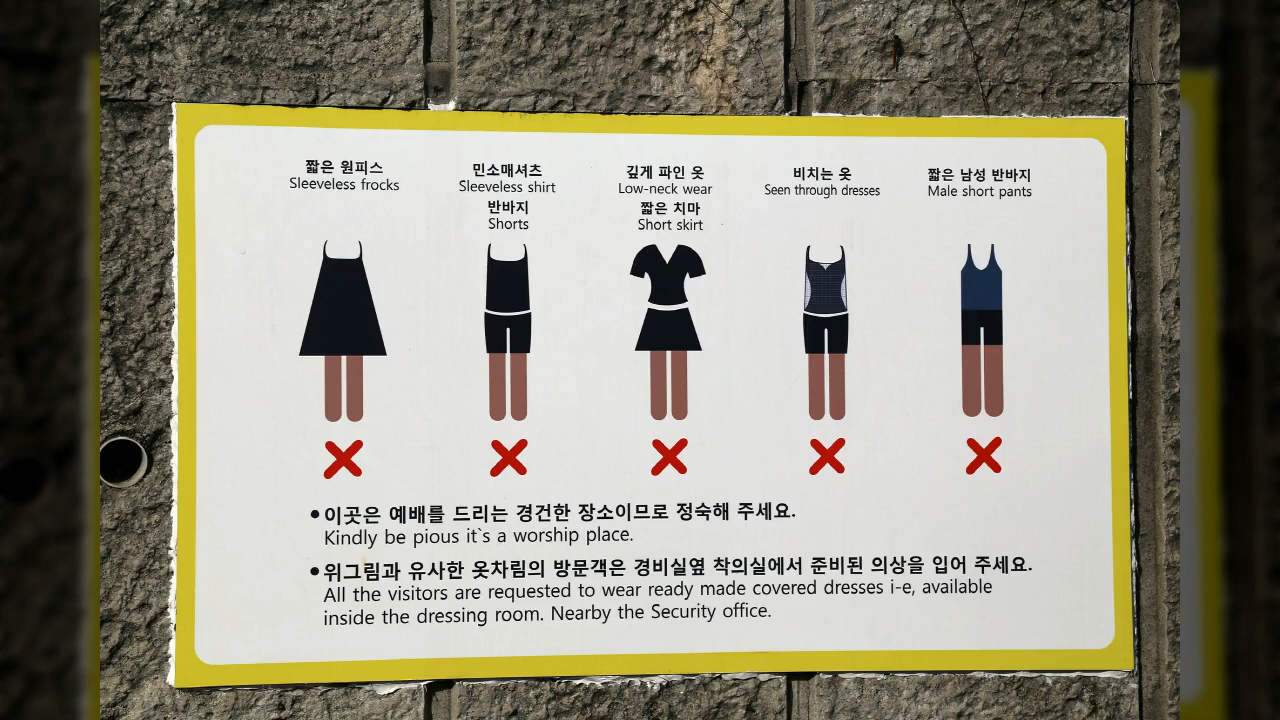 짧은 원피스
Sleeveless frocks
민소매셔츠
Sleeveless shirt
반바지
Shorts
깊게 파인 옷
Low-neck wear
짧은 치마
Short skirt
비치는 옷
Seen through dresses
짧은 남성 반바지
Male short pants
•이곳은 예배를 드리는 경건한 장소이므로 정숙해 주세요.
Kindly be pious it`s a worship place.
•위그림과 유사한 옷차림의 방문객은 경비실옆 착의실에서 준비된 의상을 입어 주세요.
All the visitors are requested to wear ready made covered dresses i-e, available
inside the dressing room. Nearby the Security office.